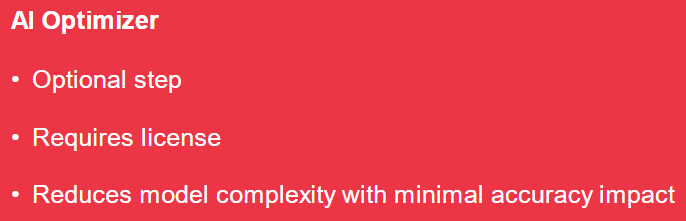 AI Optimizer
• Optional step
• Requires license
• Reduces model complexity with minimal accuracy impact